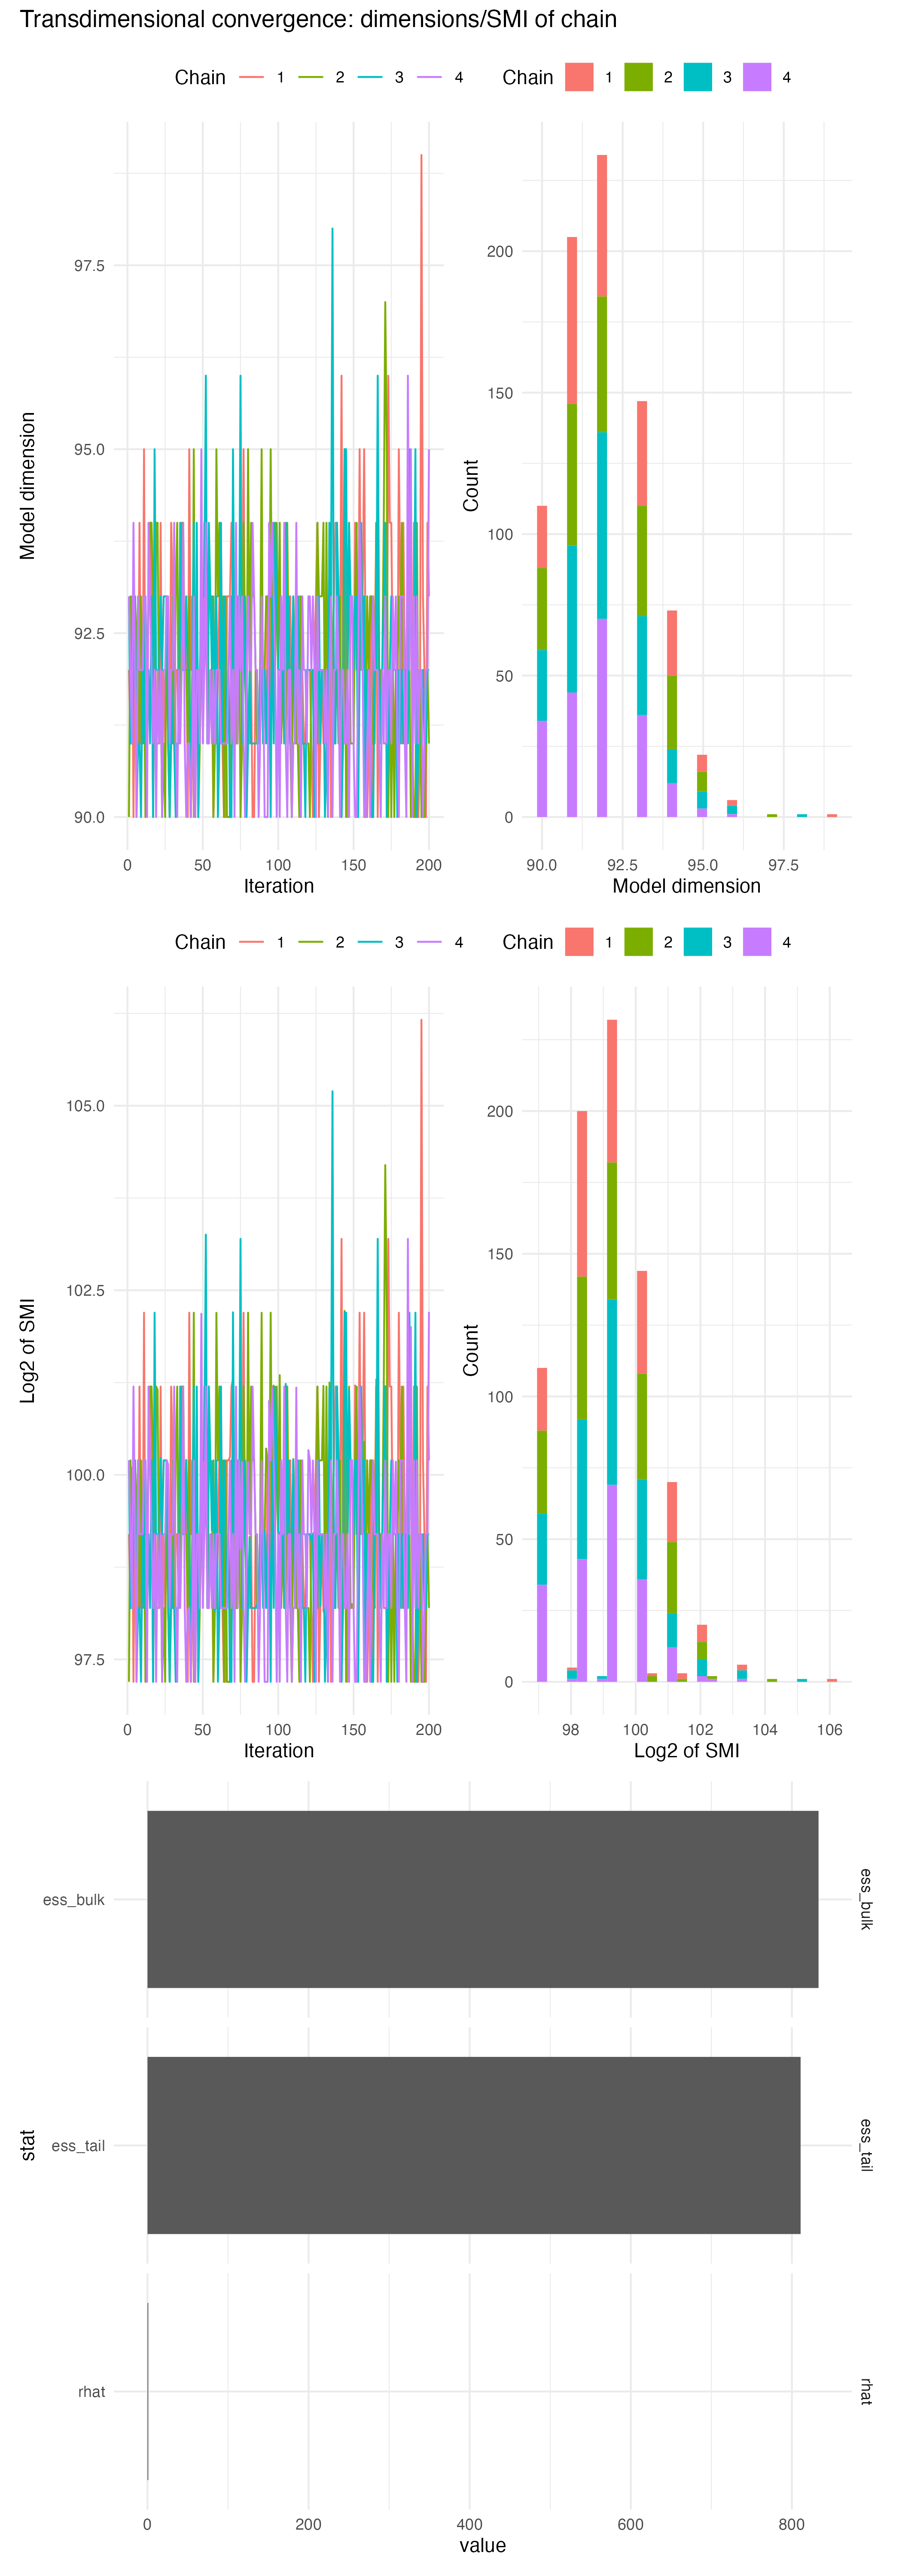 Transdimensional convergence: dimensions/SMI of chain
Chain 1 2 3 4
Chain 1 2 3 4
97.5
95.0
92.5
90.0
Model dimension
0 50 100 150 200
Iteration
200
150
100
50
0
Count
90.0 92.5 95.0 97.5
Model dimension
Chain 1 2 3 4
Chain 1 2 3 4
105.0
102.5
100.0
97.5
Log2 of SMI
0 50 100 150 200
Iteration
200
150
100
50
0
Count
98 100 102 104 106
Log2 of SMI
ess_bulk
ess_bulk
stat
ess_tail
ess_tail
rhat
rhat
0 200 400 600 800
value